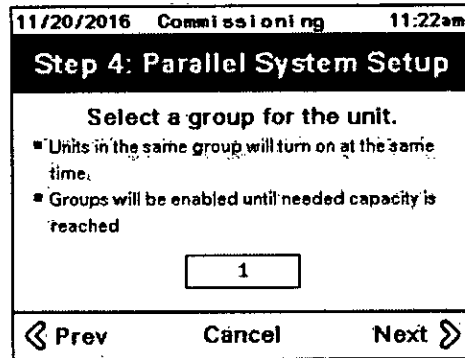 11/20/2016 Commissioning 11:22am
Step 4: Parallel System Setup
Select a group for the unit.
▪ Units in the same group will turn on at the same
time.
▪ Groups will be enabled until needed capacity is
reached
1
Prev Cancel Next